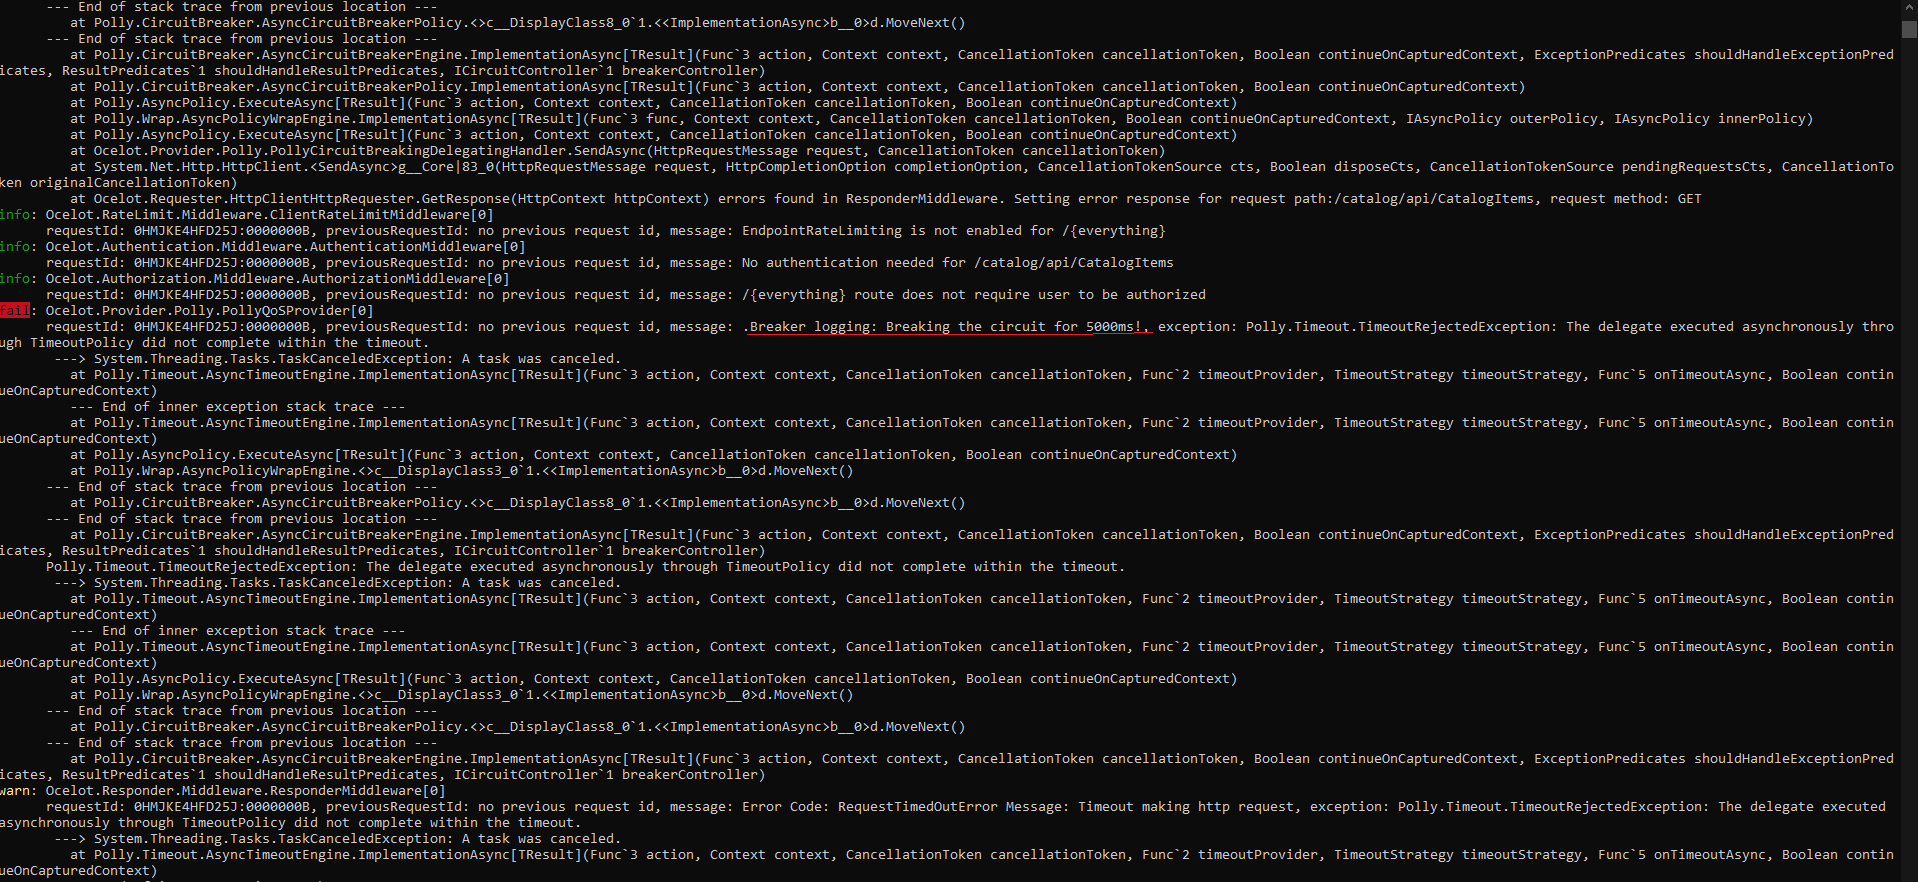 --- End of stack trace from previous location ---
at Polly.CircuitBreaker.AsyncCircuitBreakerPolicy.<>c__DisplayClass8_0`1.<<ImplementationAsync>b__0>d.MoveNext()
--- End of stack trace from previous location ---
at Polly.CircuitBreaker.AsyncCircuitBreakerEngine.ImplementationAsync[TResult](Func`3 action, Context context, CancellationToken cancellationToken, Boolean continueOnCapturedContext, ExceptionPredicates shouldHandleExceptionPred
icates, ResultPredicates`1 shouldHandleResultPredicates, ICircuitController`1 breakerController)
at Polly.CircuitBreaker.AsyncCircuitBreakerPolicy.ImplementationAsync[TResult](Func`3 action, Context context, CancellationToken cancellationToken, Boolean continueOnCapturedContext)
at Polly.AsyncPolicy.ExecuteAsync[TResult](Func`3 action, Context context, CancellationToken cancellationToken, Boolean continueOnCapturedContext)
at Polly.Wrap.AsyncPolicyWrapEngine.ImplementationAsync[TResult](Func`3 func, Context context, CancellationToken cancellationToken, Boolean continueOnCapturedContext, IAsyncPolicy outerPolicy, IAsyncPolicy innerPolicy)
at Polly.AsyncPolicy.ExecuteAsync[TResult](Func`3 action, Context context, CancellationToken cancellationToken, Boolean continueOnCapturedContext)
at Ocelot.Provider.Polly.PollyCircuitBreakingDelegatingHandler.SendAsync(HttpRequestMessage request, CancellationToken cancellationToken)
at System.Net.Http.HttpClient.<SendAsync>g__Core|83_0(HttpRequestMessage request, HttpCompletionOption completionOption, CancellationTokenSource cts, Boolean disposeCts, CancellationTokenSource pendingRequestsCts, CancellationTo
ken originalCancellationToken)
at Ocelot.Requester.HttpClientHttpRequester.GetResponse(HttpContext httpContext) errors found in ResponderMiddleware. Setting error response for request path:/catalog/api/CatalogItems, request method: GET
info: Ocelot.RateLimit.Middleware.ClientRateLimitMiddleware[0]
requestId: 0HMJKE4HFD25J:0000000B, previousRequestId: no previous request id, message: EndpointRateLimiting is not enabled for /{everything}
info: Ocelot.Authentication.Middleware.AuthenticationMiddleware[0]
requestId: 0HMJKE4HFD25J:0000000B, previousRequestId: no previous request id, message: No authentication needed for /catalog/api/CatalogItems
info: Ocelot.Authorization.Middleware.AuthorizationMiddleware[0]
requestId: 0HMJKE4HFD25J:0000000B, previousRequestId: no previous request id, message: /{everything} route does not require user to be authorized
fail: Ocelot.Provider.Polly.PollyQoSProvider[0]
requestId: 0HMJKE4HFD25J:0000000B, previousRequestId: no previous request id, message: .Breaker logging: Breaking the circuit for 5000ms!, exception: Polly.Timeout.TimeoutRejectedException: The delegate executed asynchronously thro
ugh TimeoutPolicy did not complete within the timeout.
---> System.Threading.Tasks.TaskCanceledException: A task was canceled.
at Polly.Timeout.AsyncTimeoutEngine.ImplementationAsync[TResult](Func`3 action, Context context, CancellationToken cancellationToken, Func`2 timeoutProvider, TimeoutStrategy timeoutStrategy, Func`5 onTimeoutAsync, Boolean contin
ueOnCapturedContext)
--- End of inner exception stack trace ---
at Polly.Timeout.AsyncTimeoutEngine.ImplementationAsync[TResult](Func`3 action, Context context, CancellationToken cancellationToken, Func`2 timeoutProvider, TimeoutStrategy timeoutStrategy, Func`5 onTimeoutAsync, Boolean contin
ueOnCapturedContext)
at Polly.AsyncPolicy.ExecuteAsync[TResult](Func`3 action, Context context, CancellationToken cancellationToken, Boolean continueOnCapturedContext)
at Polly.Wrap.AsyncPolicyWrapEngine.<>c__DisplayClass3_0`1.<<ImplementationAsync>b__0>d.MoveNext()
--- End of stack trace from previous location ---
at Polly.CircuitBreaker.AsyncCircuitBreakerPolicy.<>c__DisplayClass8_0`1.<<ImplementationAsync>b__0>d.MoveNext()
--- End of stack trace from previous location ---
at Polly.CircuitBreaker.AsyncCircuitBreakerEngine.ImplementationAsync[TResult](Func`3 action, Context context, CancellationToken cancellationToken, Boolean continueOnCapturedContext, ExceptionPredicates shouldHandleExceptionPred
icates, ResultPredicates`1 shouldHandleResultPredicates, ICircuitController`1 breakerController)
Polly.Timeout.TimeoutRejectedException: The delegate executed asynchronously through TimeoutPolicy did not complete within the timeout.
---> System.Threading.Tasks.TaskCanceledException: A task was canceled.
at Polly.Timeout.AsyncTimeoutEngine.ImplementationAsync[TResult](Func`3 action, Context context, CancellationToken cancellationToken, Func`2 timeoutProvider, TimeoutStrategy timeoutStrategy, Func`5 onTimeoutAsync, Boolean contin
ueOnCapturedContext)
--- End of inner exception stack trace ---
at Polly.Timeout.AsyncTimeoutEngine.ImplementationAsync[TResult](Func`3 action, Context context, CancellationToken cancellationToken, Func`2 timeoutProvider, TimeoutStrategy timeoutStrategy, Func`5 onTimeoutAsync, Boolean contin
ueOnCapturedContext)
at Polly.AsyncPolicy.ExecuteAsync[TResult](Func`3 action, Context context, CancellationToken cancellationToken, Boolean continueOnCapturedContext)
at Polly.Wrap.AsyncPolicyWrapEngine.<>c__DisplayClass3_0`1.<<ImplementationAsync>b__0>d.MoveNext()
--- End of stack trace from previous location ---
at Polly.CircuitBreaker.AsyncCircuitBreakerPolicy.<>c__DisplayClass8_0`1.<<ImplementationAsync>b__0>d.MoveNext()
--- End of stack trace from previous location ---
at Polly.CircuitBreaker.AsyncCircuitBreakerEngine.ImplementationAsync[TResult](Func`3 action, Context context, CancellationToken cancellationToken, Boolean continueOnCapturedContext, ExceptionPredicates shouldHandleExceptionPred
icates, ResultPredicates`1 shouldHandleResultPredicates, ICircuitController`1 breakerController)
warn: Ocelot.Responder.Middleware.ResponderMiddleware[0]
requestId: 0HMJKE4HFD25J:0000000B, previousRequestId: no previous request id, message: Error Code: RequestTimedOutError Message: Timeout making http request, exception: Polly.Timeout.TimeoutRejectedException: The delegate executed
asynchronously through TimeoutPolicy did not complete within the timeout.
---> System.Threading.Tasks.TaskCanceledException: A task was canceled.
at Polly.Timeout.AsyncTimeoutEngine.ImplementationAsync[TResult](Func`3 action, Context context, CancellationToken cancellationToken, Func`2 timeoutProvider, TimeoutStrategy timeoutStrategy, Func`5 onTimeoutAsync, Boolean contin
ueOnCapturedContext)